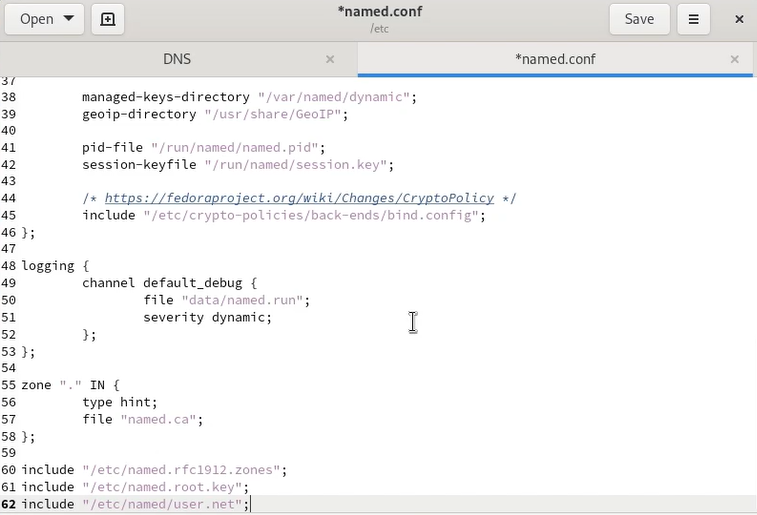 Open
*named.conf
/etc
Save
DNS
*named.conf
37
38 managed-keys-directory "/var/named/dynamic";
39 geoip-directory "/usr/share/GeoIP";
40
41 pid-file "/run/named/named.pid";
42 session-keyfile "/run/named/session.key";
43
44 /* https://fedoraproject.org/wiki/Changes/CryptoPolicy */
45 include "/etc/crypto-policies/back-ends/bind.config";
46 };
47
48 logging {
49 channel default_debug {
50 file "data/named.run";
51 severity dynamic;
52 };
53 };
54
55 zone "." IN {
56 type hint;
57 file "named.ca";
58 };
59
60 include "/etc/named.rfc1912.zones";
61 include "/etc/named.root.key";
62 include "/etc/named/user.net";